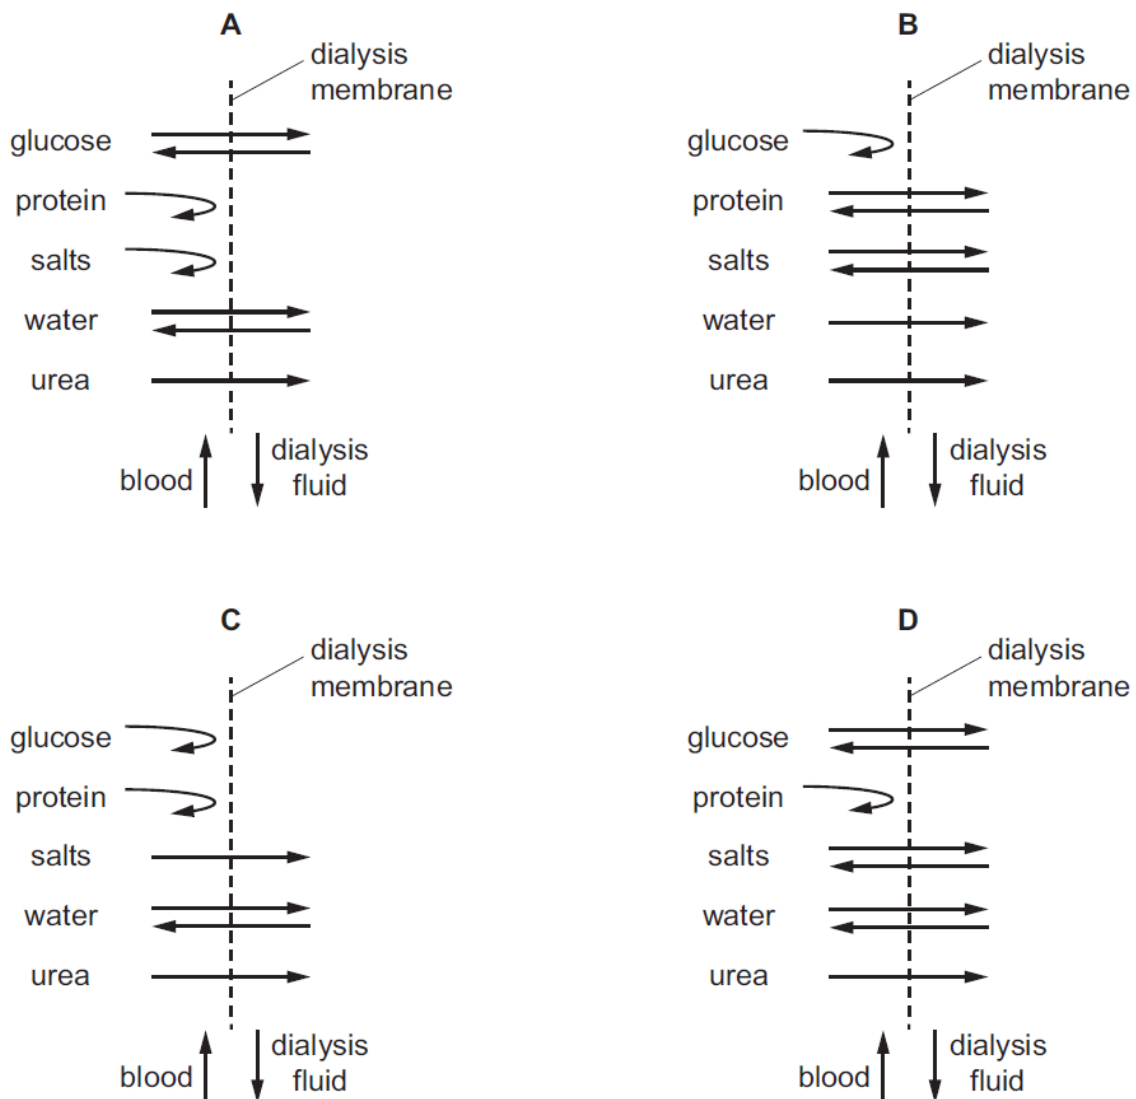 A
dialysis
membrane
glucose
protein
salts
water
urea
blood
dialysis
fluid
B
dialysis
membrane
glucose
protein
salts
water
urea
blood
dialysis
fluid
C
dialysis
membrane
glucose
protein
salts
water
urea
blood
dialysis
fluid
D
dialysis
membrane
glucose
protein
salts
water
urea
blood
dialysis
fluid